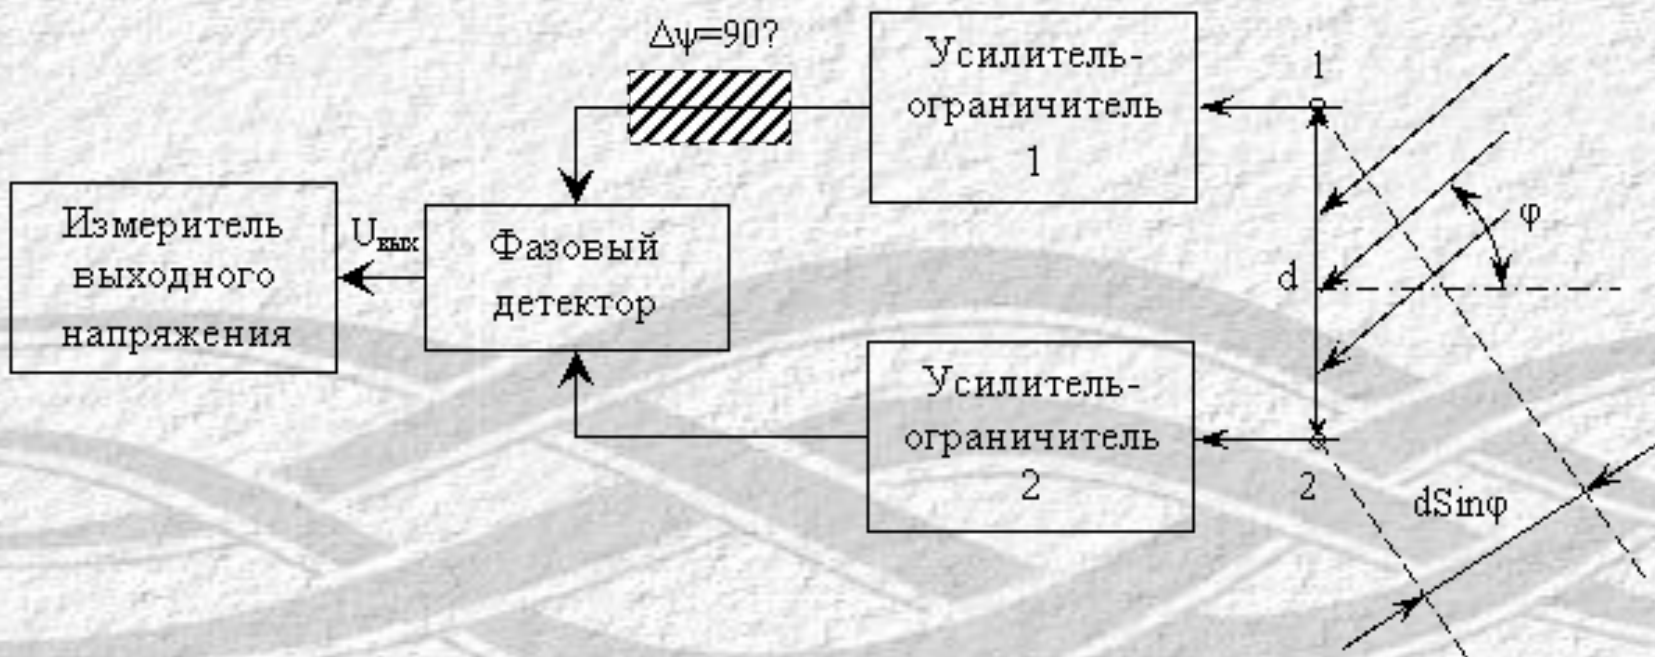 Δψ=90?
Усилитель-
ограничитель
1
1
Измеритель
выходного
напряжения
Uвых
Фазовый
детектор
φ
d
Усилитель-
ограничитель
2
2
dSinφ